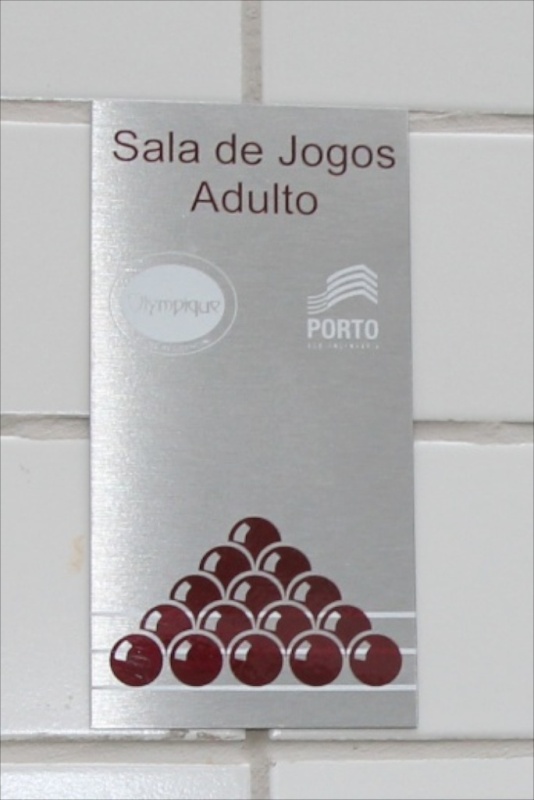 Sala de Jogos
Adulto
Olympique
PORTO